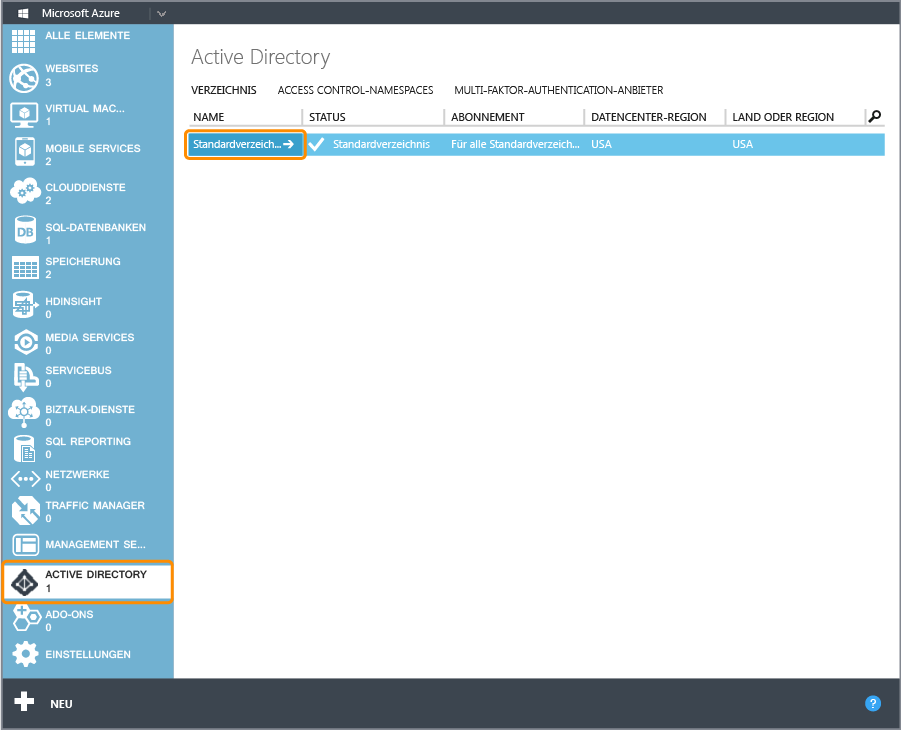 Microsoft Azure
ALLE ELEMENTE
WEBSITES
3
VIRTUAL MAC...
1
MOBILE SERVICES
2
CLOUDDIENSTE
2
DB
SQL-DATENBANKEN
1
SPEICHERUNG
2
HDINSIGHT
0
MEDIA SERVICES
0
SERVICEBUS
0
BIZTALK-DIENSTE
0
SQL REPORTING
0
NETZWERKE
0
TRAFFIC MANAGER
0
MANAGEMENT SE...
ACTIVE DIRECTORY
1
ADO-ONS
0
EINSTELLUNGEN
Active Directory
VERZEICHNIS ACCESS CONTROL-NAMESPACES MULTI-FAKTOR-AUTHENTICATION-ANBIETER
NAME STATUS ABONNEMENT DATENCENTER-REGION LAND ODER REGION
Standardverzeich...→ Standardverzeichnis Für alle Standardverzeich... USA USA
NEU
?